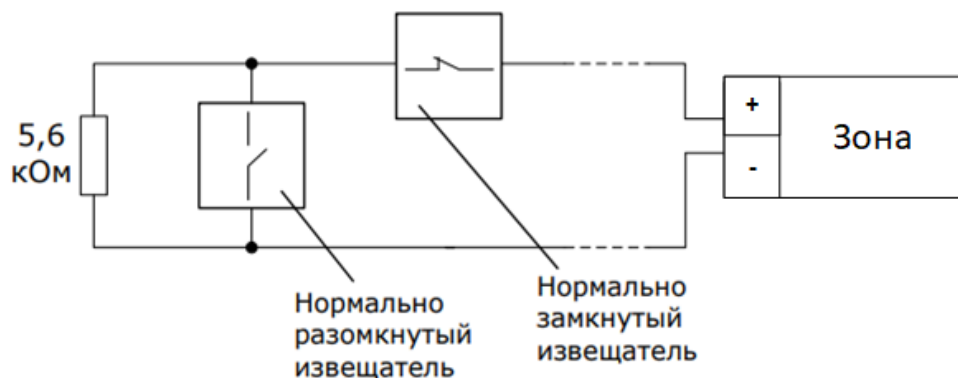 5,6
кОм
+
-
Зона
Нормально
разомкнутый
извещатель
Нормально
замкнутый
извещатель